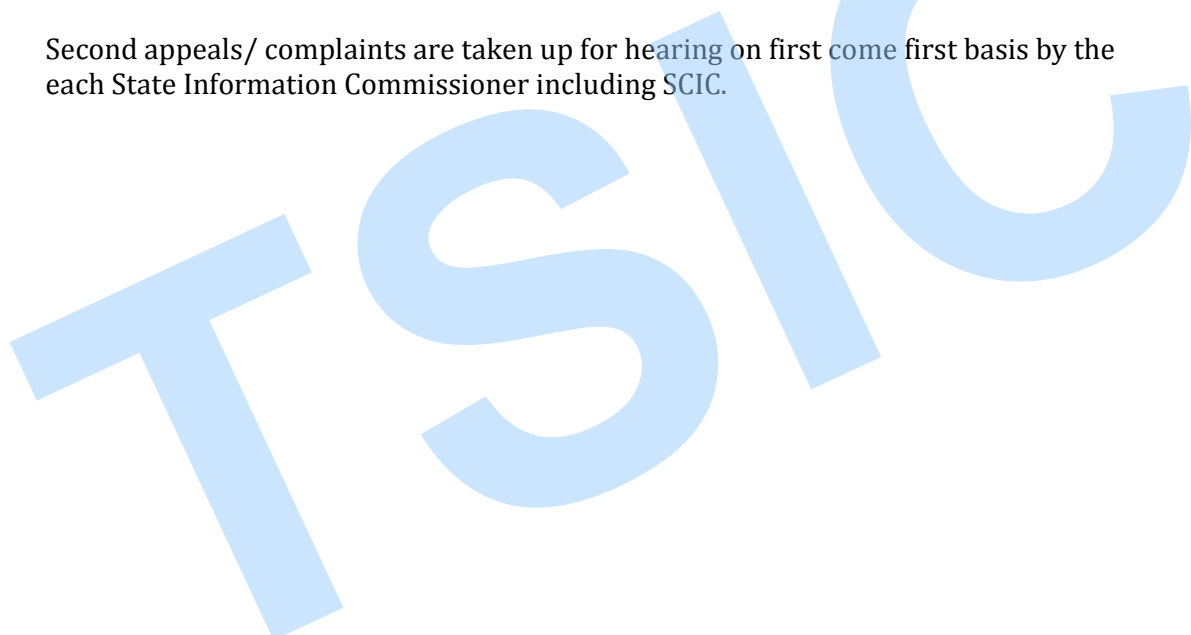 Second appeals/ complaints are taken up for hearing on first come first basis by the
each State Information Commissioner including SCIC.
TSIC